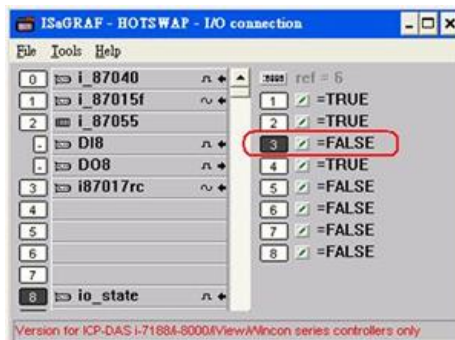 ISaGRAF - HOTSWAP - I/O connection
File Tools Help
0 i_87040
1 i_87015f
2 i_87055
. DI8
. DO8
3 i87017rc
4
5
6
7
8 io_state
ref = 6
1 =TRUE
2 =TRUE
3 =FALSE
4 =TRUE
5 =FALSE
6 =FALSE
7 =FALSE
8 =FALSE
Version for ICP-DAS i-7188/i-8000/iView/Wincon series controllers only